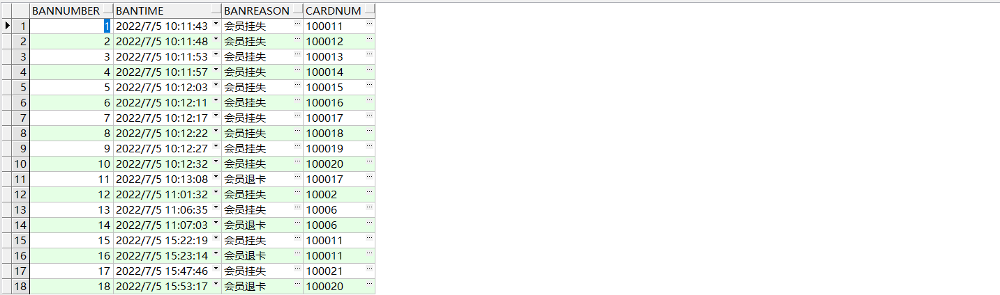 BANNUMBER BANTIME BANREASON CARDNUM
1 1 2022/7/5 10:11:43 会员挂失 100011
2 2 2022/7/5 10:11:48 会员挂失 100012
3 3 2022/7/5 10:11:53 会员挂失 100013
4 4 2022/7/5 10:11:57 会员挂失 100014
5 5 2022/7/5 10:12:03 会员挂失 100015
6 6 2022/7/5 10:12:11 会员挂失 100016
7 7 2022/7/5 10:12:17 会员挂失 100017
8 8 2022/7/5 10:12:22 会员挂失 100018
9 9 2022/7/5 10:12:27 会员挂失 100019
10 10 2022/7/5 10:12:32 会员挂失 100020
11 11 2022/7/5 10:13:08 会员退卡 100017
12 12 2022/7/5 11:01:32 会员挂失 10002
13 13 2022/7/5 11:06:35 会员挂失 10006
14 14 2022/7/5 11:07:03 会员退卡 10006
15 15 2022/7/5 15:22:19 会员挂失 100011
16 16 2022/7/5 15:23:14 会员退卡 100011
17 17 2022/7/5 15:47:46 会员挂失 100021
18 18 2022/7/5 15:53:17 会员退卡 100020